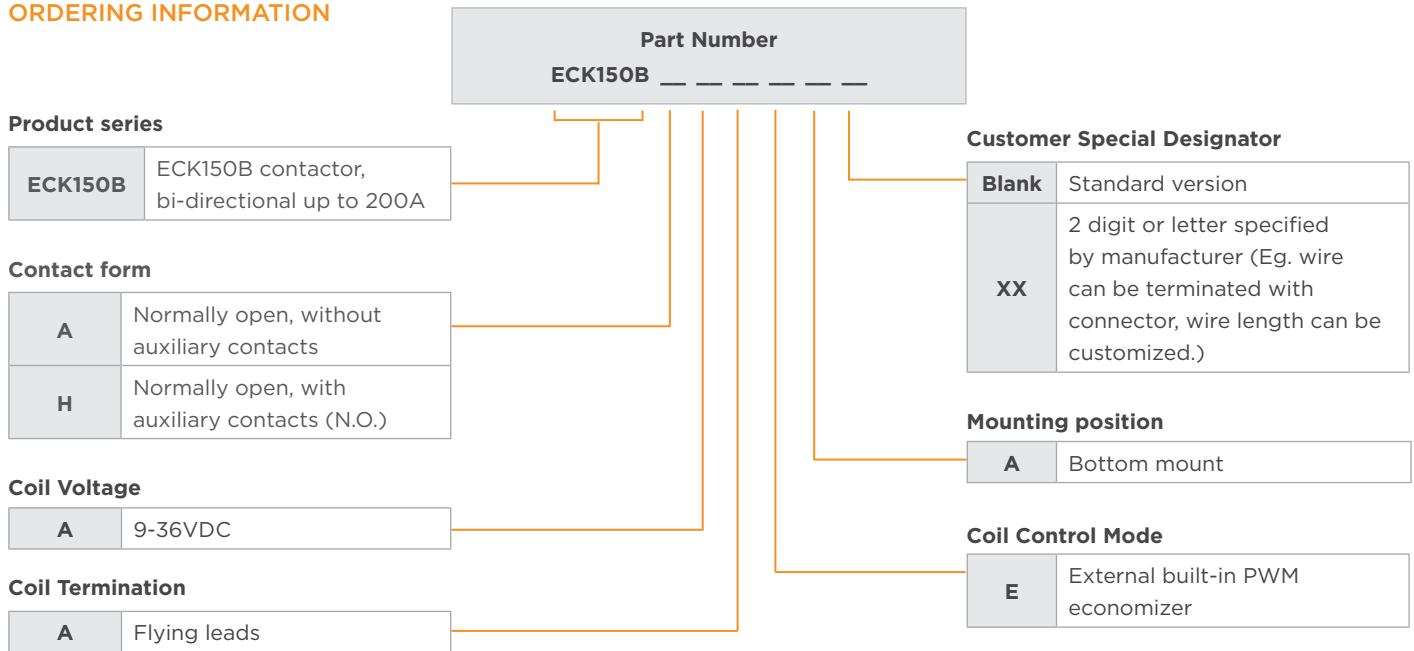 ORDERING INFORMATION
Part Number
ECK150B __ __ __ __ __ __
Product series
ECK150B
ECK150B contactor,
bi-directional up to 200A
Contact form
A
Normally open, without
auxiliary contacts
H
Normally open, with
auxiliary contacts (N.O.)
Coil Voltage
A
9-36VDC
Coil Termination
A
Flying leads
Customer Special Designator
Blank
Standard version
XX
2 digit or letter specified
by manufacturer (Eg. wire
can be terminated with
connector, wire length can be
customized.)
Mounting position
A
Bottom mount
Coil Control Mode
E
External built-in PWM
economizer